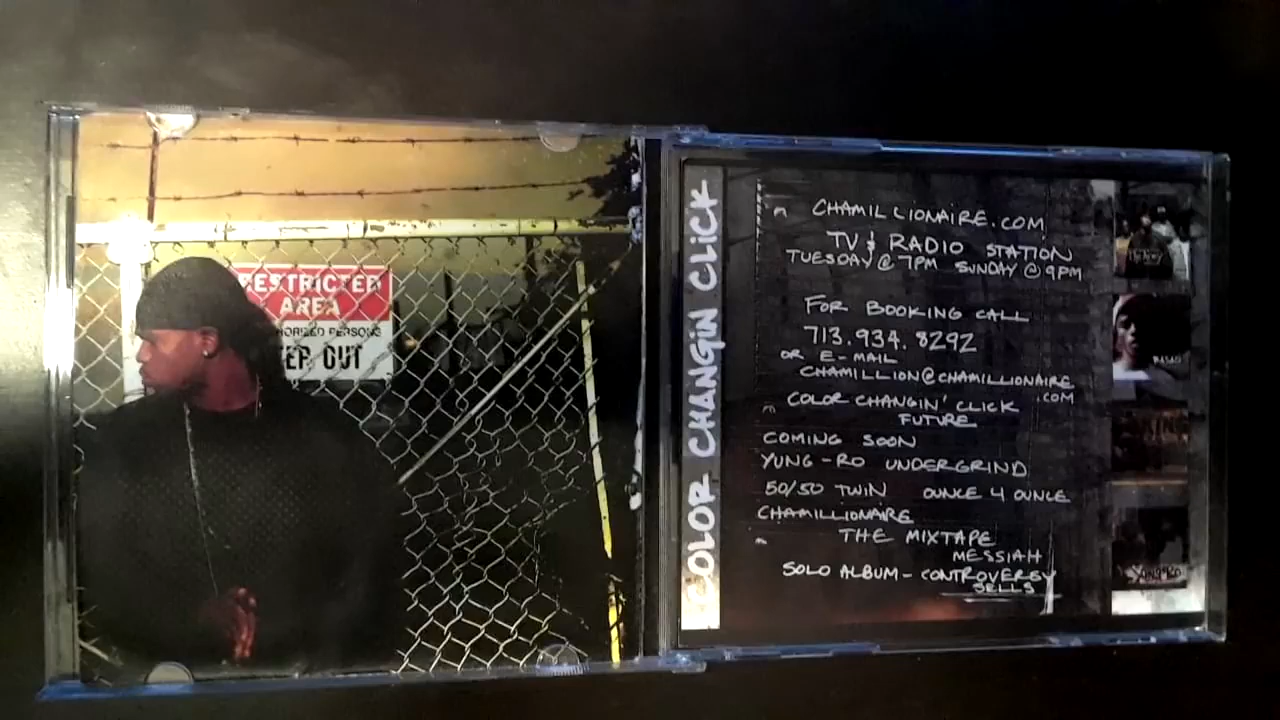 RESTRICTED
AREA
PERSONS
OUT
COLOR CHANGIN CLICK
CHAMILLIONAIRE.COM
TV & RADIO STATION
TUESDAY @ 7PM SUNDAY @ 9PM
FOR BOOKING CALL
713.934.8292
OR E-MAIL
CHAMILLION@CHAMILLIONAIRE
.COM
COLOR CHANGIN' CLICK
FUTURE
COMING SOON
YUNG-RO UNDERGRIND
50/50 TWIN OUNCE 4 OUNCE
CHAMILLIONAIRE
THE MIXTAPE
MESSIAH
SOLO ALBUM - CONTROVERSY
SELLS